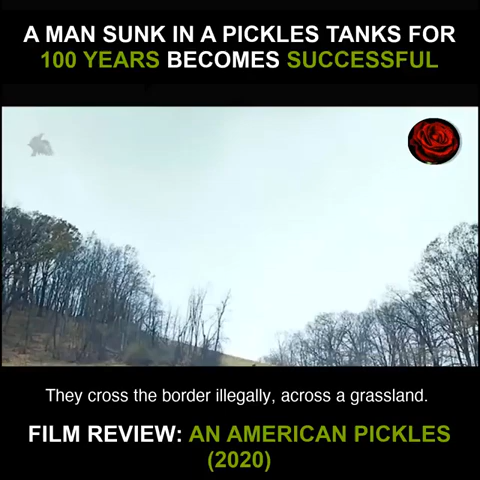 A MAN SUNK IN A PICKLES TANKS FOR
100 YEARS BECOMES SUCCESSFUL
They cross the border illegally, across a grassland.
FILM REVIEW: AN AMERICAN PICKLES
(2020)